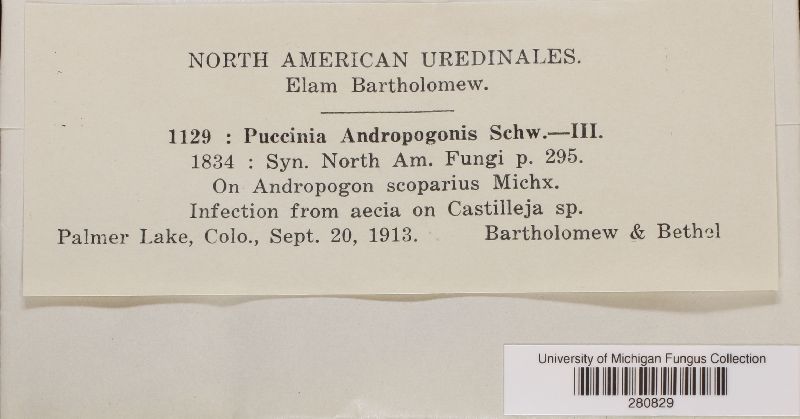 NORTH AMERICAN UREDINALES.
Elam Bartholomew.
1129 : Puccinia Andropogonis Schw.—III.
1834 : Syn. North Am. Fungi p. 295.
On Andropogon scoparius Michx.
Infection from aecia on Castilleja sp.
Palmer Lake, Colo., Sept. 20, 1913. Bartholomew & Bethel
University of Michigan Fungus Collection
280829